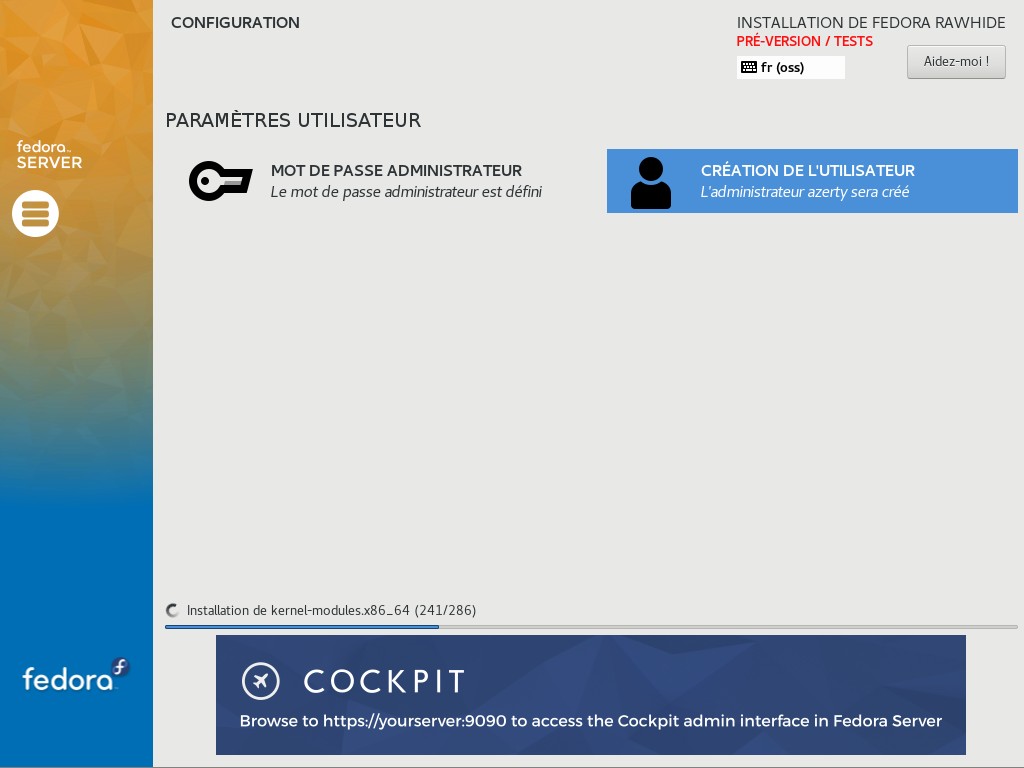 CONFIGURATION
INSTALLATION DE FEDORA RAWHIDE
PRÉ-VERSION / TESTS
fr (oss)
Aidez-moi !
fedora
SERVER
PARAMÈTRES UTILISATEUR
MOT DE PASSE ADMINISTRATEUR
Le mot de passe administrateur est défini
CRÉATION DE L'UTILISATEUR
L'administrateur azerty sera créé
Installation de kernel-modules.x86_64 (241/286)
fedora
COCKPIT
Browse to https://yourserver:9090 to access the Cockpit admin interface in Fedora Server